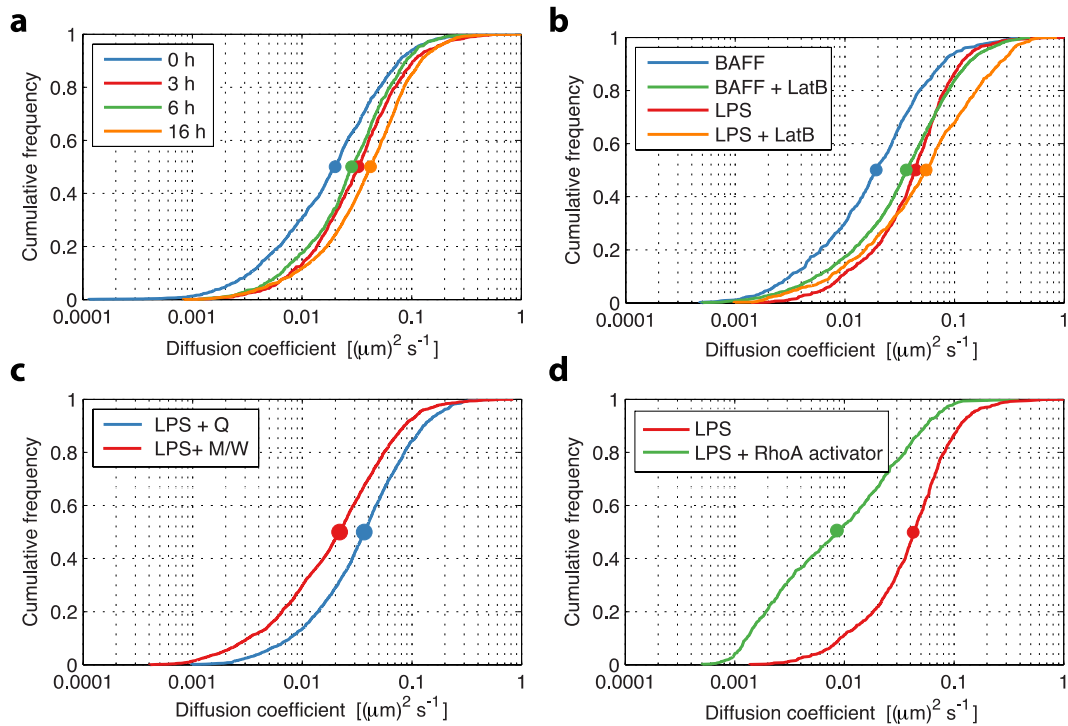 a
1
0.8
0.6
0.4
0.2
0
Cumulative frequency
0 h
3 h
6 h
16 h
0.0001 0.001 0.01 0.1 1
Diffusion coefficient [(μm)² s⁻¹]
b
1
0.8
0.6
0.4
0.2
0
Cumulative frequency
BAFF
BAFF + LatB
LPS
LPS + LatB
0.0001 0.001 0.01 0.1 1
Diffusion coefficient [(μm)² s⁻¹]
c
1
0.8
0.6
0.4
0.2
0
Cumulative frequency
LPS + Q
LPS+ M/W
0.0001 0.001 0.01 0.1 1
Diffusion coefficient [(μm)² s⁻¹]
d
1
0.8
0.6
0.4
0.2
0
Cumulative frequency
LPS
LPS + RhoA activator
0.0001 0.001 0.01 0.1 1
Diffusion coefficient [(μm)² s⁻¹]